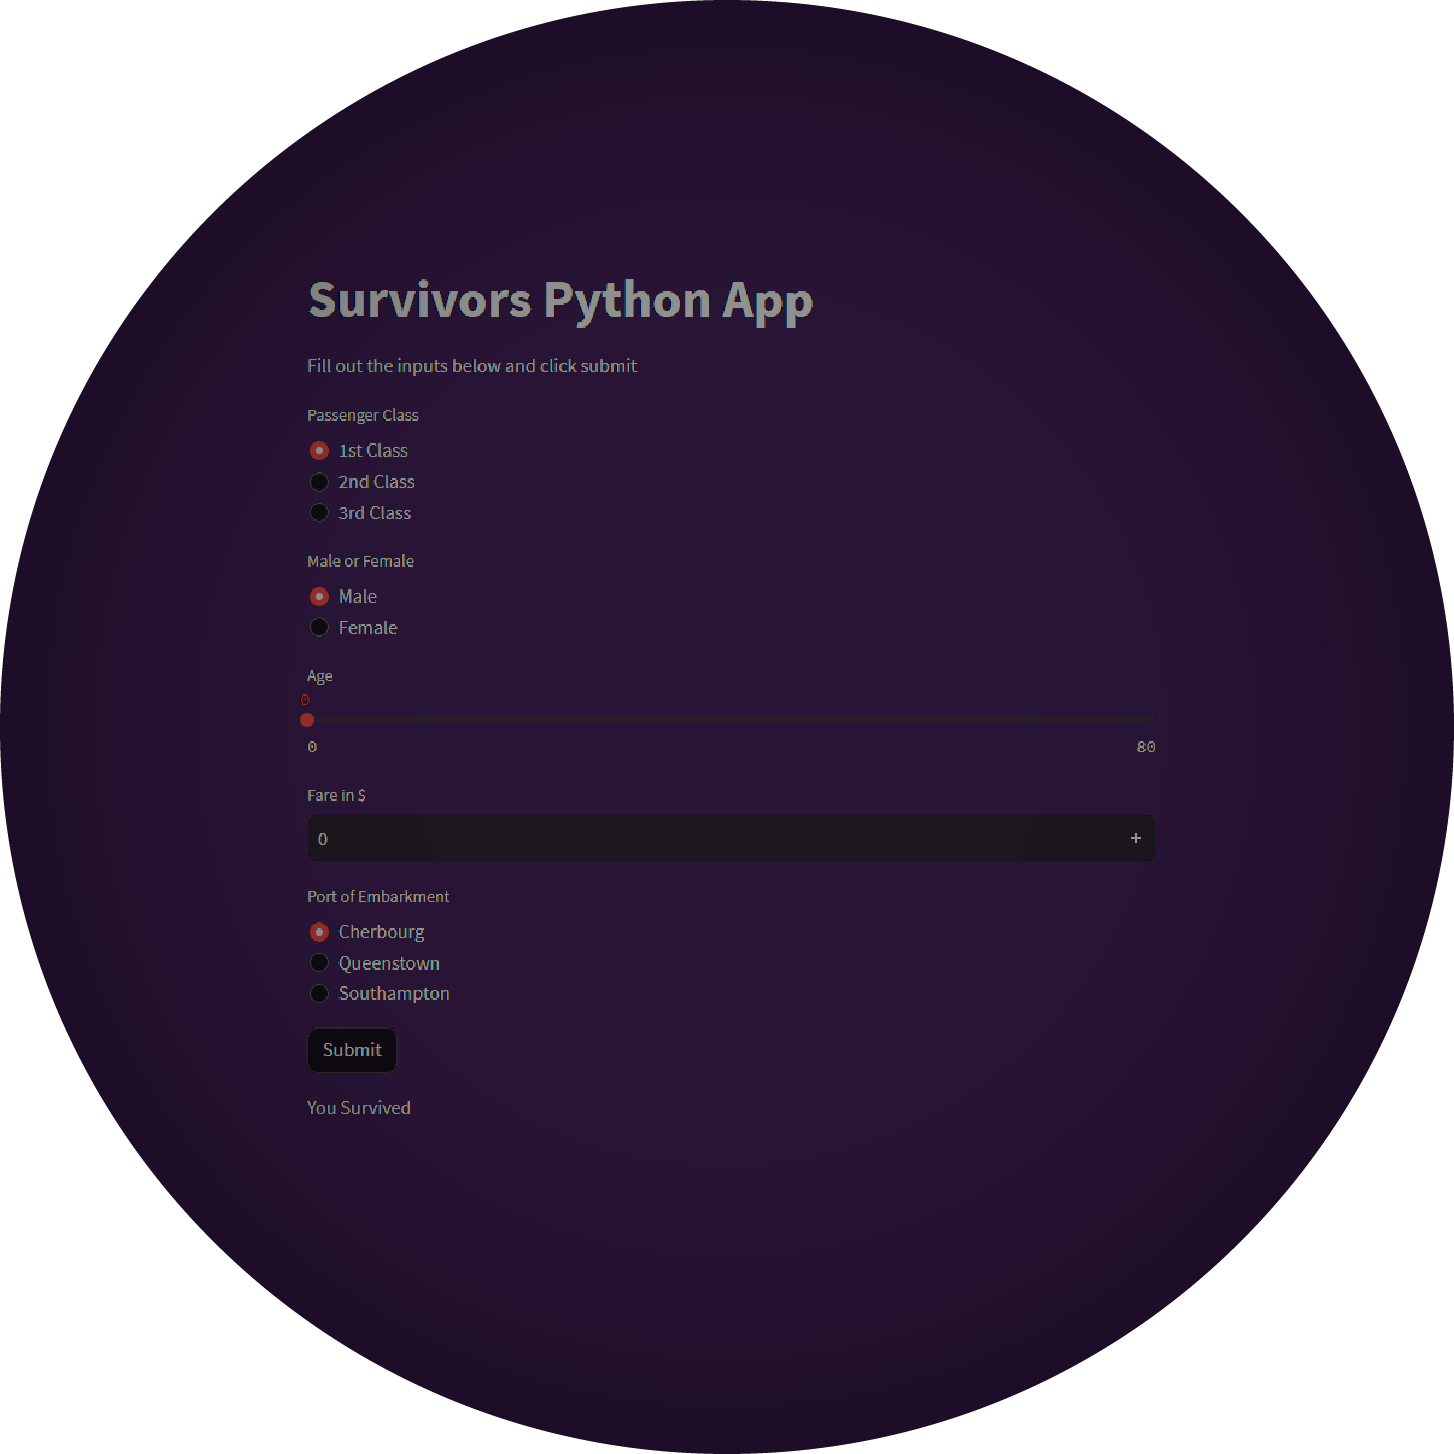 Survivors Python App
Fill out the inputs below and click submit
Passenger Class
1st Class
2nd Class
3rd Class
Male or Female
Male
Female
Age
0
0 80
Fare in $
0 +
Port of Embarkment
Cherbourg
Queenstown
Southampton
Submit
You Survived